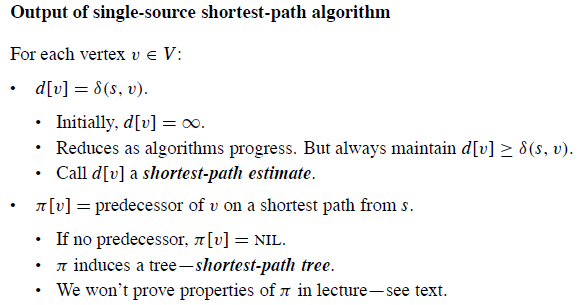 Output of single-source shortest-path algorithm
For each vertex v ∈ V:
• d[v] = δ(s, v).
• Initially, d[v] = ∞.
• Reduces as algorithms progress. But always maintain d[v] ≥ δ(s, v).
• Call d[v] a shortest-path estimate.
• π[v] = predecessor of v on a shortest path from s.
• If no predecessor, π[v] = NIL.
• π induces a tree—shortest-path tree.
• We won't prove properties of π in lecture—see text.